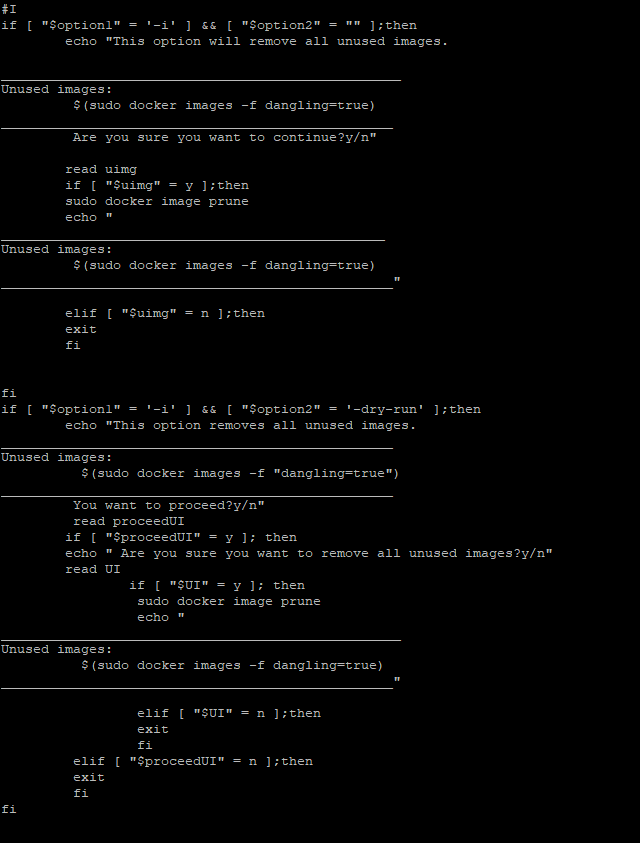 #I
if [ "$option1" = '-i' ] && [ "$option2" = "" ];then
        echo "This option will remove all unused images.
__________________________________________________
Unused images:
         $(sudo docker images -f dangling=true)
_________________________________________________
         Are you sure you want to continue?y/n"
        read uimg
        if [ "$uimg" = y ];then
        sudo docker image prune
        echo "
________________________________________________
Unused images:
         $(sudo docker images -f dangling=true)
_________________________________________________"
        elif [ "$uimg" = n ];then
        exit
        fi
fi
if [ "$option1" = '-i' ] && [ "$option2" = '-dry-run' ];then
        echo "This option removes all unused images.
_________________________________________________
Unused images:
          $(sudo docker images -f "dangling=true")
_________________________________________________
         You want to proceed?y/n"
         read proceedUI
        if [ "$proceedUI" = y ]; then
        echo " Are you sure you want to remove all unused images?y/n"
        read UI
                if [ "$UI" = y ]; then
                 sudo docker image prune
                 echo "
__________________________________________________
Unused images:
          $(sudo docker images -f dangling=true)
_________________________________________________"
                 elif [ "$UI" = n ];then
                 exit
                 fi
         elif [ "$proceedUI" = n ];then
         exit
         fi
fi